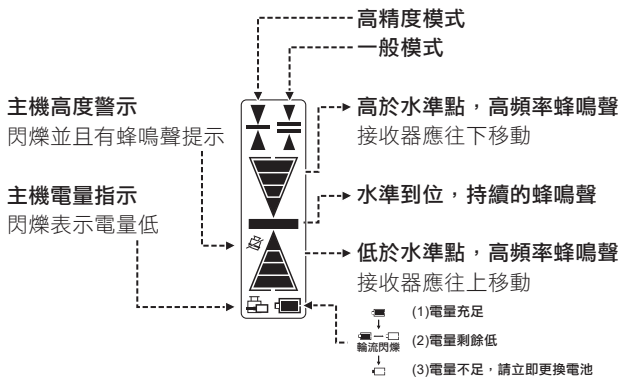 高精度模式
一般模式
主機高度警示
閃爍並且有蜂鳴聲提示
高於水準點，高頻率蜂鳴聲
接收器應往下移動
主機電量指示
閃爍表示電量低
水準到位，持續的蜂鳴聲
低於水準點，高頻率蜂鳴聲
接收器應往上移動
(1)電量充足
(2)電量剩餘低
輪流閃爍
(3)電量不足，請立即更換電池